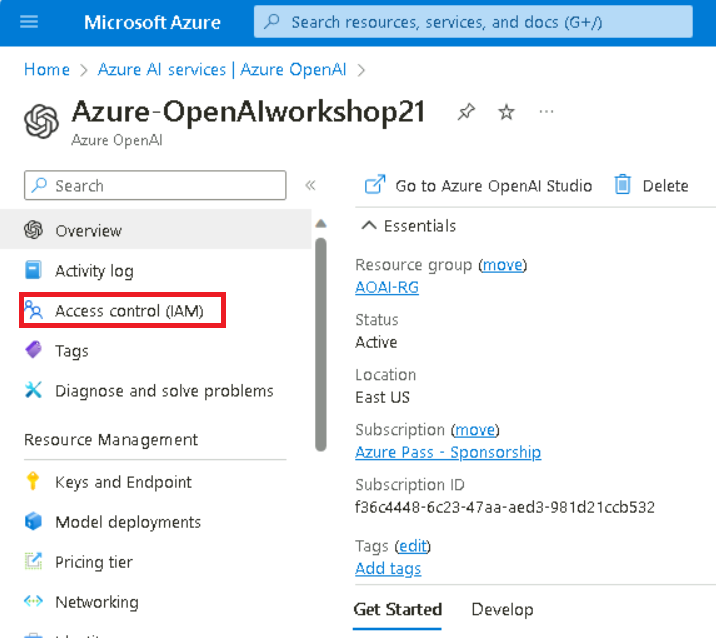 Microsoft Azure
Search resources, services, and docs (G+/)
Home > Azure AI services | Azure OpenAI >
Azure-OpenAIworkshop21
Azure OpenAI
Search
Overview
Activity log
Access control (IAM)
Tags
Diagnose and solve problems
Resource Management
Keys and Endpoint
Model deployments
Pricing tier
Networking
Go to Azure OpenAI Studio
Delete
Essentials
Resource group (move)
AOAI-RG
Status
Active
Location
East US
Subscription (move)
Azure Pass - Sponsorship
Subscription ID
f36c4448-6c23-47aa-aed3-981d21ccb532
Tags (edit)
Add tags
Get Started
Develop